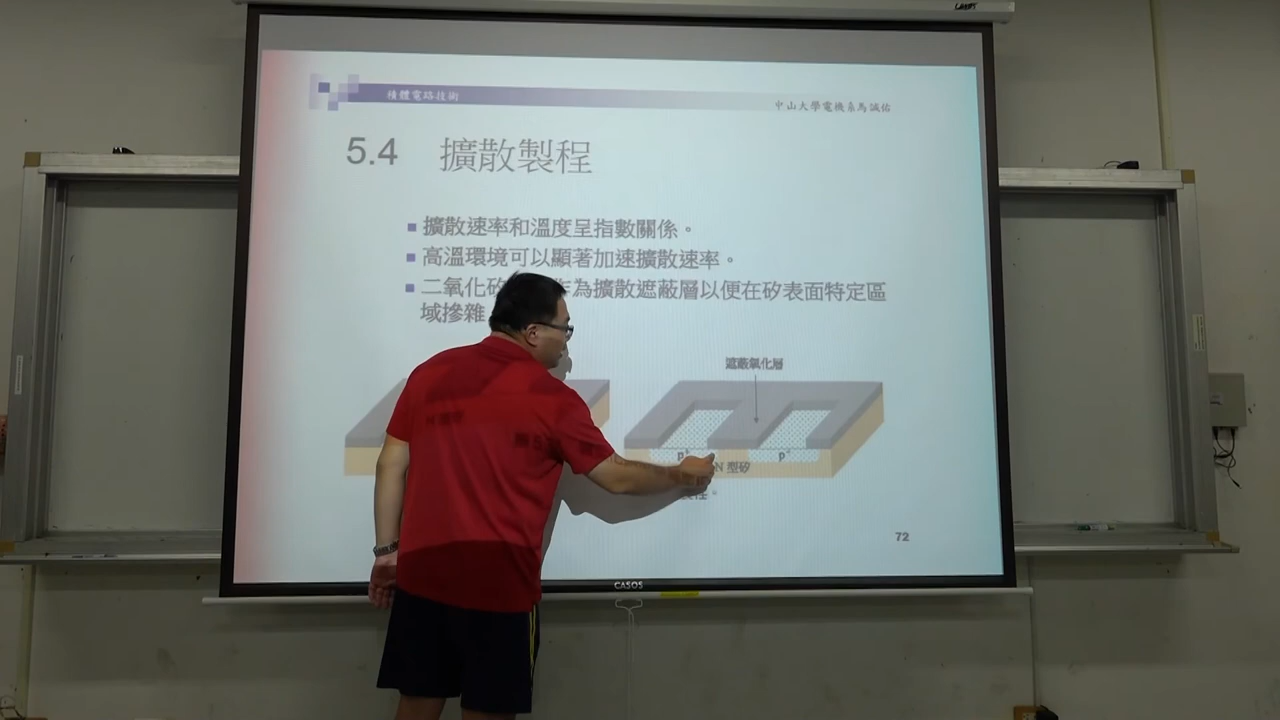 積體電路技術
中山大學電機系馬誠佑
5.4 擴散製程
擴散速率和溫度呈指數關係。
高溫環境可以顯著加速擴散速率。
二氧化矽 作為擴散遮蔽層以便在矽表面特定區
域摻雜
遮蔽氧化層
p+
N 型矽
72
CASOS